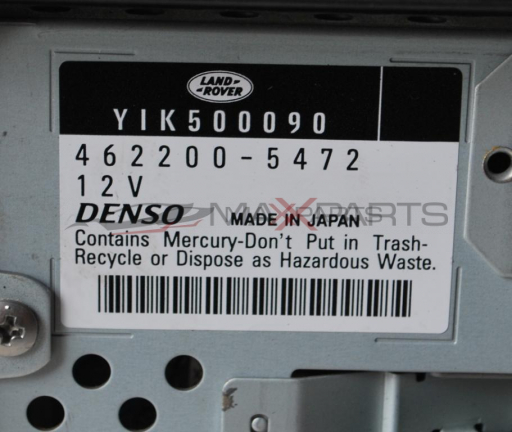 LAND-
-ROVER
YIK500090
462200-5472
12V
DENSO MADE IN JAPAN
MAXXPARTS
Contains Mercury-Don't Put in Trash-
Recycle or Dispose as Hazardous Waste.